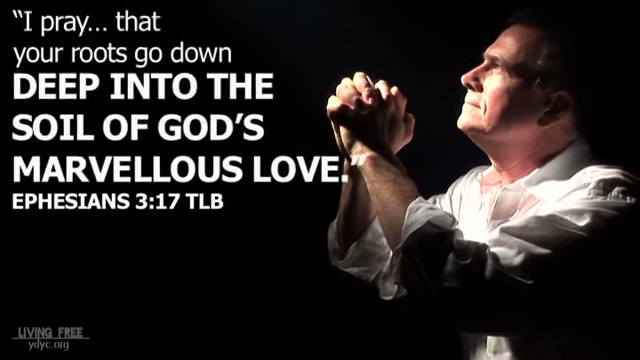 “I pray... that
your roots go down
DEEP INTO THE
SOIL OF GOD’S
MARVELLOUS LOVE.”
EPHESIANS 3:17 TLB
LIVING FREE
ydyc.org